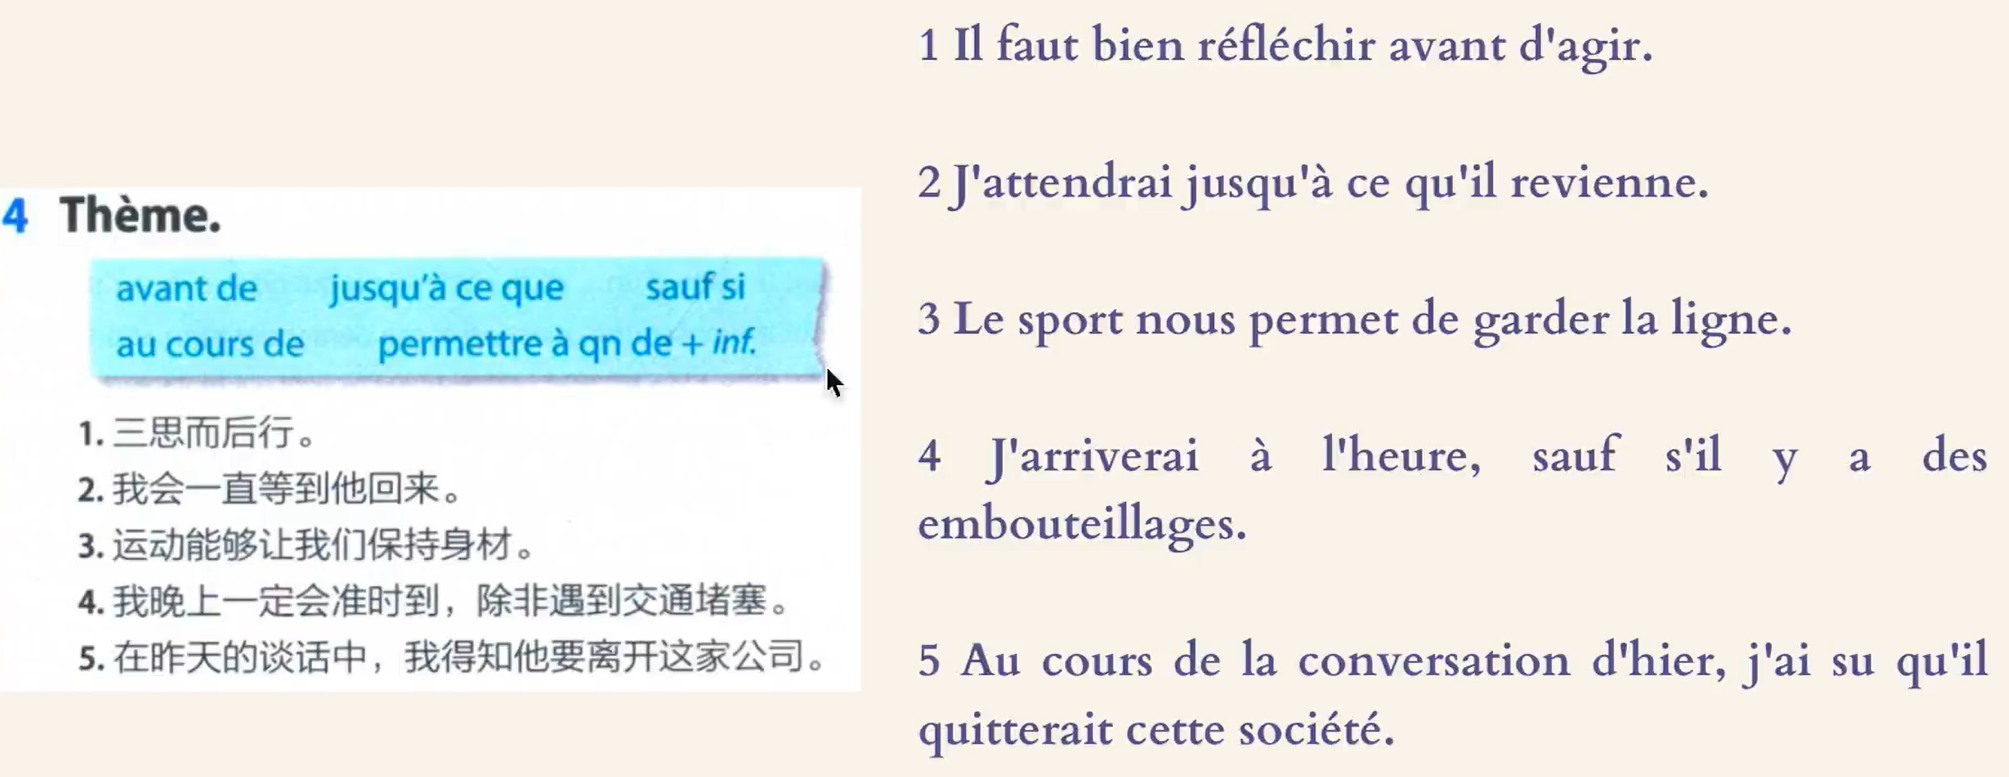 4 Thème.
avant de jusqu'à ce que sauf si
au cours de permettre à qn de + inf.
1. 三思而后行。
2. 我会一直等到他回来。
3. 运动能够让我们保持身材。
4. 我晚上一定会准时到，除非遇到交通堵塞。
5. 在昨天的谈话中，我得知他要离开这家公司。
1 Il faut bien réfléchir avant d'agir.
2 J'attendrai jusqu'à ce qu'il revienne.
3 Le sport nous permet de garder la ligne.
4 J'arriverai à l'heure, sauf s'il y a des
embouteillages.
5 Au cours de la conversation d'hier, j'ai su qu'il
quitterait cette société.